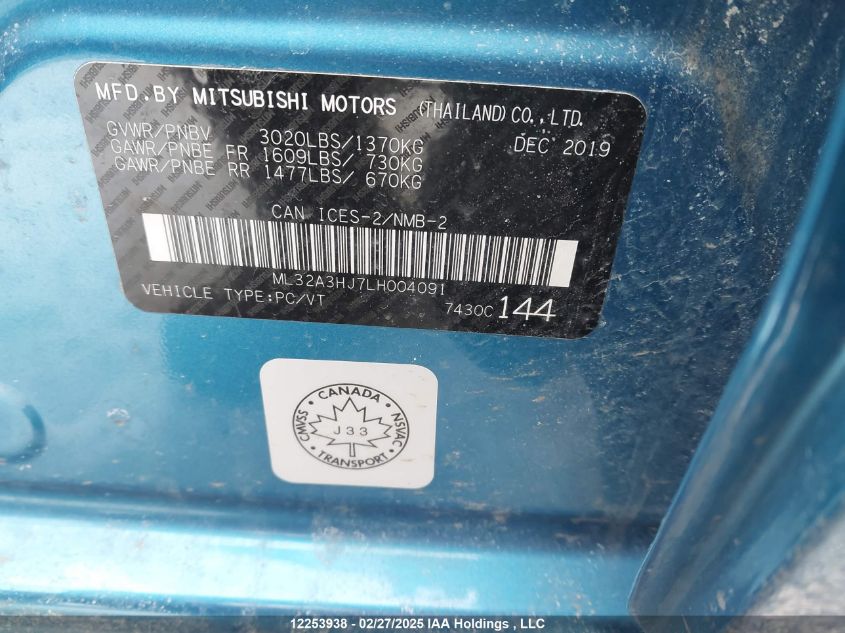 MFD.BY MITSUBISHI MOTORS (THAILAND) CO.,LTD.
GVWR/PNBV 3020LBS/1370KG DEC 2019
GAWR/PNBE FR 1609LBS/ 730KG
GAWR/PNBE RR 1477LBS/ 670KG
CAN ICES-2/NMB-2
ML32A3HJ7LH004091
VEHICLE TYPE:PC/VT 7430C 144
• CANADA •
CMVSS J33 NSVAC
• TRANSPORT •
12253938 - 02/27/2025 IAA Holdings , LLC